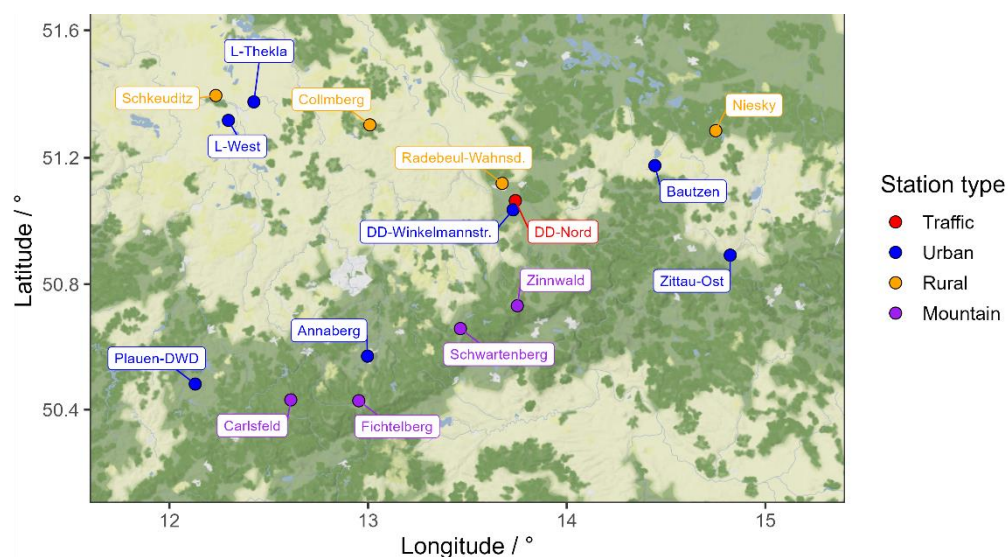 51.6
51.2
50.8
50.4
Latitude / °
L-Thekla
Schkeuditz
Collmberg
Niesky
L-West
Radebeul-Wahnsd.
Bautzen
DD-Winkelmannstr.
DD-Nord
Zinnwald
Zittau-Ost
Annaberg
Schwartenberg
Plauen-DWD
Carlsfeld
Fichtelberg
12
13
14
15
Longitude / °
Station type
Traffic
Urban
Rural
Mountain